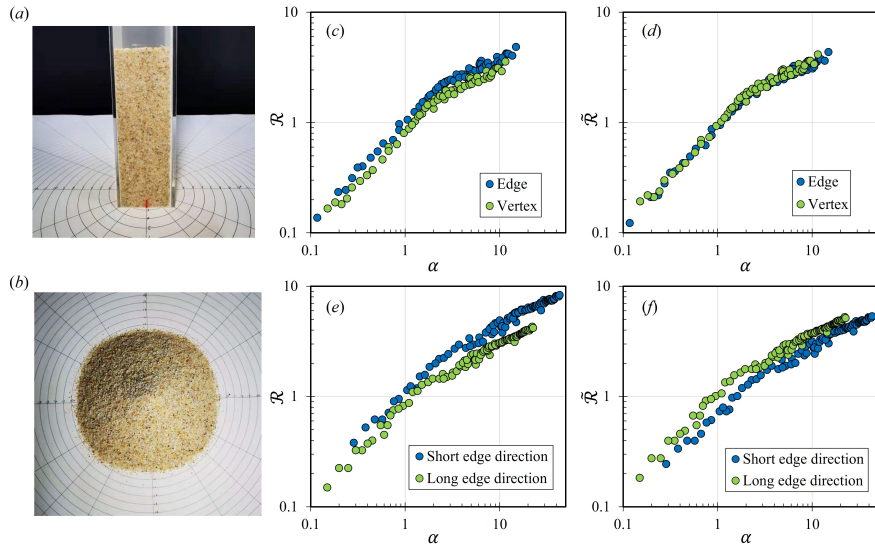 (a)
(b)
(c)
10
1
0.1
0.1
1
10
ℛ
α
Edge
Vertex
(d)
10
1
0.1
0.1
1
10
ℛ̃
α
Edge
Vertex
(e)
10
1
0.1
0.1
1
10
ℛ
α
Short edge direction
Long edge direction
(f)
10
1
0.1
0.1
1
10
ℛ̃
α
Short edge direction
Long edge direction